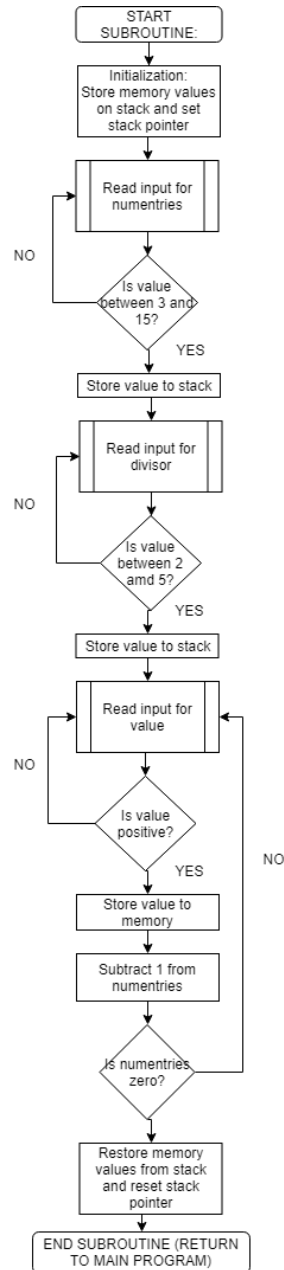 START
SUBROUTINE:
Initialization:
Store memory values
on stack and set
stack pointer
Read input for
numentries
NO
Is value
between 3 and
15?
YES
Store value to stack
Read input for
divisor
NO
Is value
between 2
amd 5?
YES
Store value to stack
Read input for
value
NO
Is value
positive?
NO
YES
Store value to
memory
Subtract 1 from
numentries
Is numentries
zero?
Restore memory
values from stack
and reset stack
pointer
END SUBROUTINE (RETURN
TO MAIN PROGRAM)